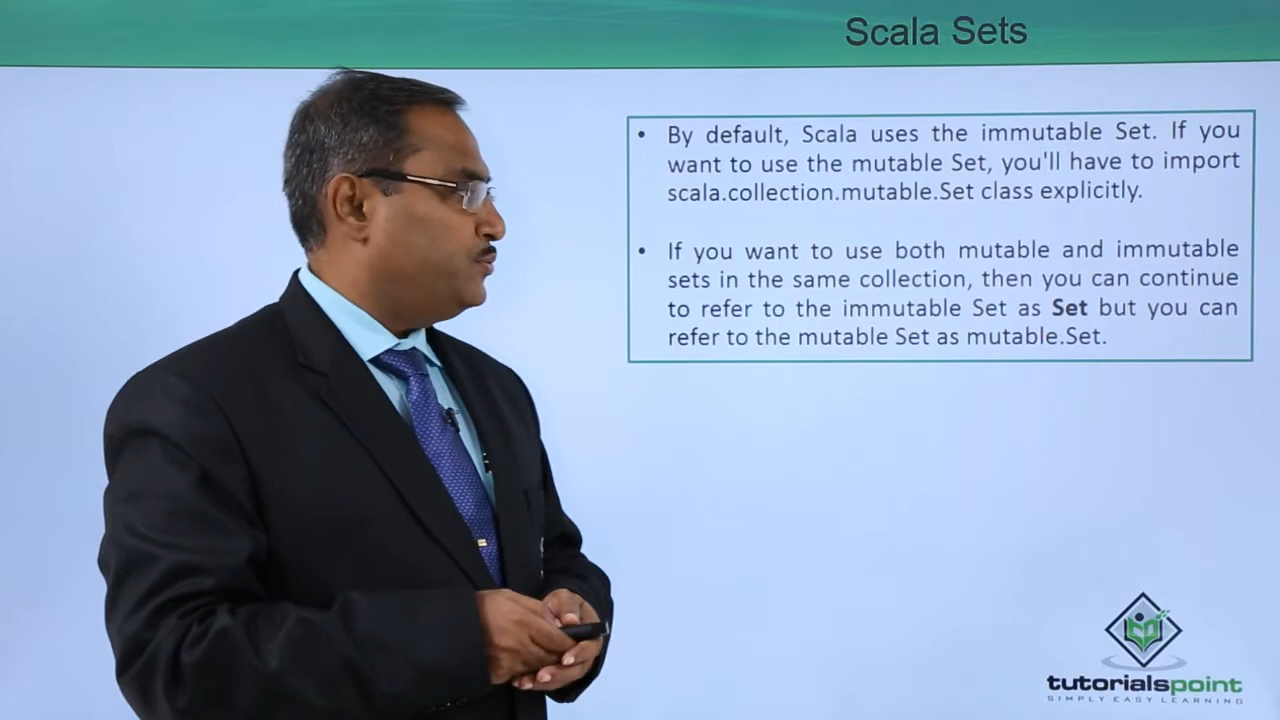 Scala Sets
• By default, Scala uses the immutable Set. If you
want to use the mutable Set, you'll have to import
scala.collection.mutable.Set class explicitly.
• If you want to use both mutable and immutable
sets in the same collection, then you can continue
to refer to the immutable Set as Set but you can
refer to the mutable Set as mutable.Set.
tutorialspoint
SIMPLY EASY LEARNING